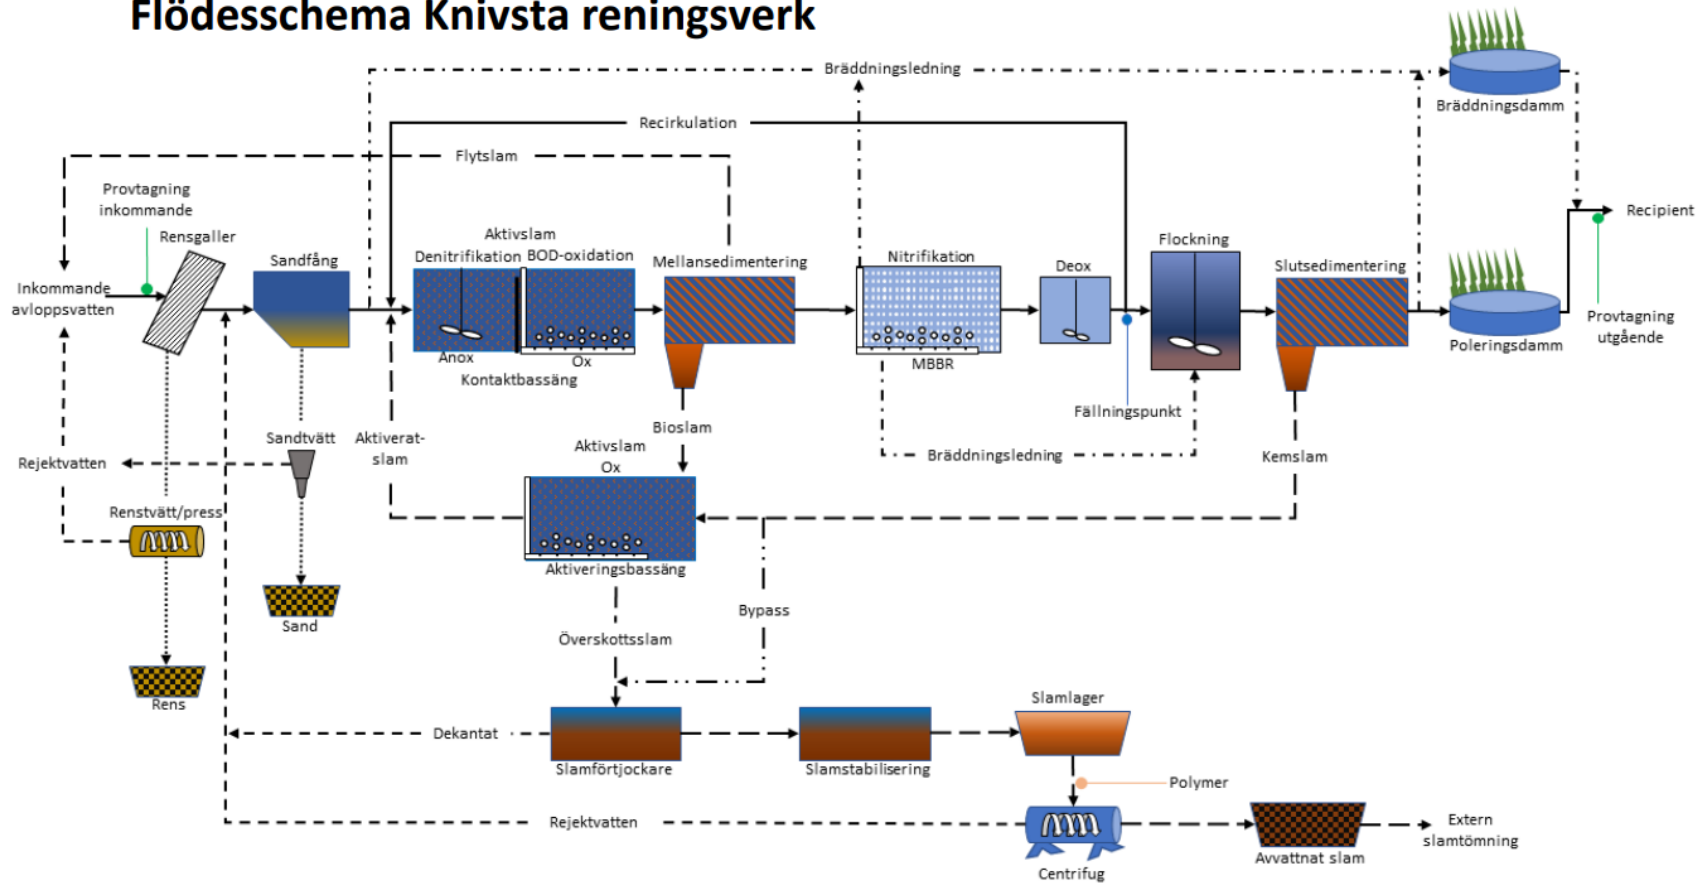 Flödesschema Knivsta reningsverk
Bräddningsledning
Bräddningsdamm
Recirkulation
Flytslam
Provtagning
inkommande
Rensgaller
Sandfång
Aktivslam
Denitrifikation BOD-oxidation
Mellansedimentering
Nitrifikation
Deox
Flockning
Slutsedimentering
Recipient
Inkommande
avloppsvatten
Anox
Ox
Kontaktbassäng
MBBR
Poleringsdamm
Provtagning
utgående
Fällningspunkt
Bioslam
Bräddningsledning
Kemslam
Sandtvätt
Aktiverat-
slam
Aktivslam
Ox
Rejektvatten
Renstvätt/press
Aktiveringsbassäng
Sand
Bypass
Överskottsslam
Rens
Slamlager
Dekantat
Slamförtjockare
Slamstabilisering
Polymer
Rejektvatten
Centrifug
Avvattnat slam
Extern
slamtömning